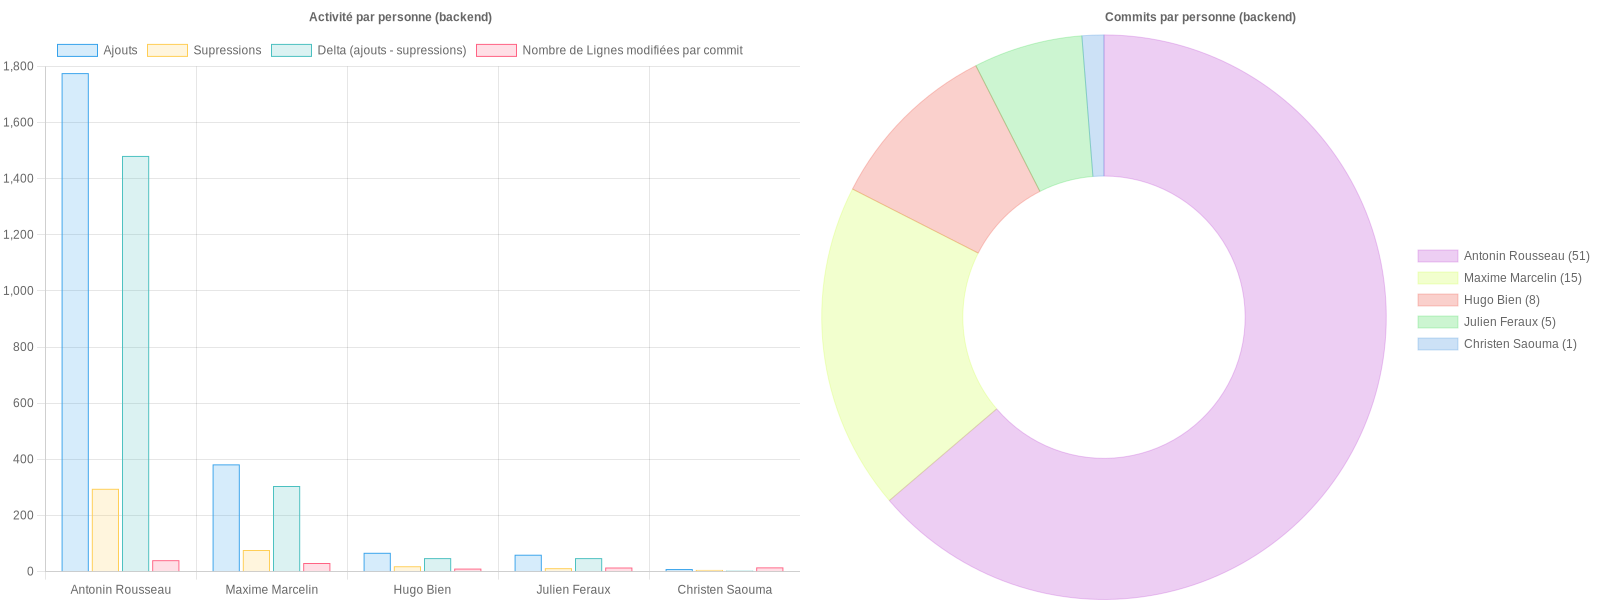 Activité par personne (backend)
Ajouts
Supressions
Delta (ajouts - supressions)
Nombre de Lignes modifiées par commit
1,800
1,600
1,400
1,200
1,000
800
600
400
200
0
Antonin Rousseau
Maxime Marcelin
Hugo Bien
Julien Feraux
Christen Saouma
Commits par personne (backend)
Antonin Rousseau (51)
Maxime Marcelin (15)
Hugo Bien (8)
Julien Feraux (5)
Christen Saouma (1)